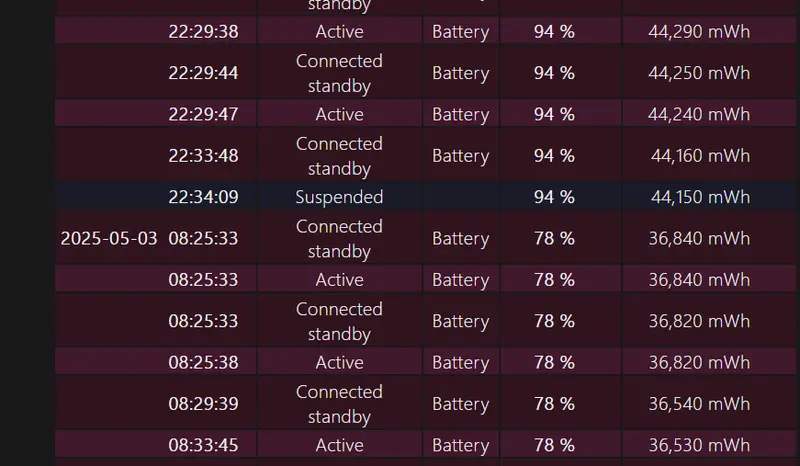 standby
22:29:38 Active Battery 94 % 44,290 mWh
22:29:44 Connected standby Battery 94 % 44,250 mWh
22:29:47 Active Battery 94 % 44,240 mWh
22:33:48 Connected standby Battery 94 % 44,160 mWh
22:34:09 Suspended 94 % 44,150 mWh
2025-05-03 08:25:33 Connected standby Battery 78 % 36,840 mWh
08:25:33 Active Battery 78 % 36,840 mWh
08:25:33 Connected standby Battery 78 % 36,820 mWh
08:25:38 Active Battery 78 % 36,820 mWh
08:29:39 Connected standby Battery 78 % 36,540 mWh
08:33:45 Active Battery 78 % 36,530 mWh